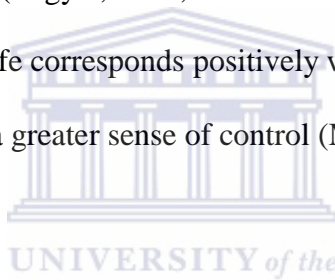 fe corresponds positively v
a greater sense of control (
UNIVERSITY of the